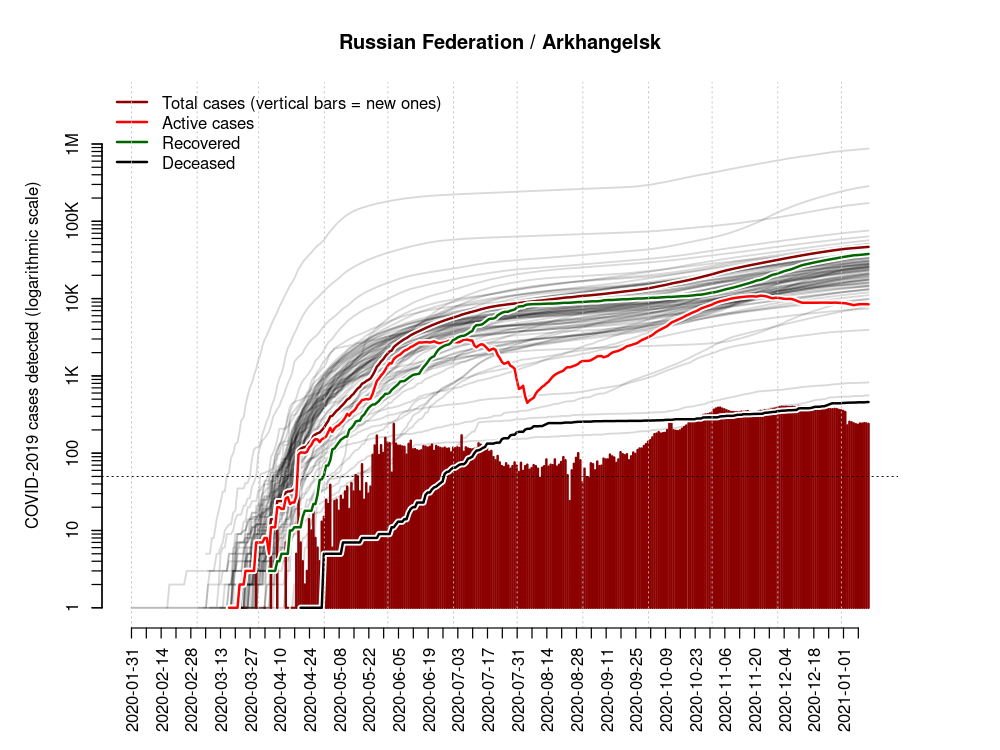 Russian Federation / Arkhangelsk
Total cases (vertical bars = new ones)
Active cases
Recovered
Deceased
COVID-2019 cases detected (logarithmic scale)
1M
100K
10K
1K
100
10
1
2020-01-31
2020-02-14
2020-02-28
2020-03-13
2020-03-27
2020-04-10
2020-04-24
2020-05-08
2020-05-22
2020-06-05
2020-06-19
2020-07-03
2020-07-17
2020-07-31
2020-08-14
2020-08-28
2020-09-11
2020-09-25
2020-10-09
2020-10-23
2020-11-06
2020-11-20
2020-12-04
2020-12-18
2021-01-01